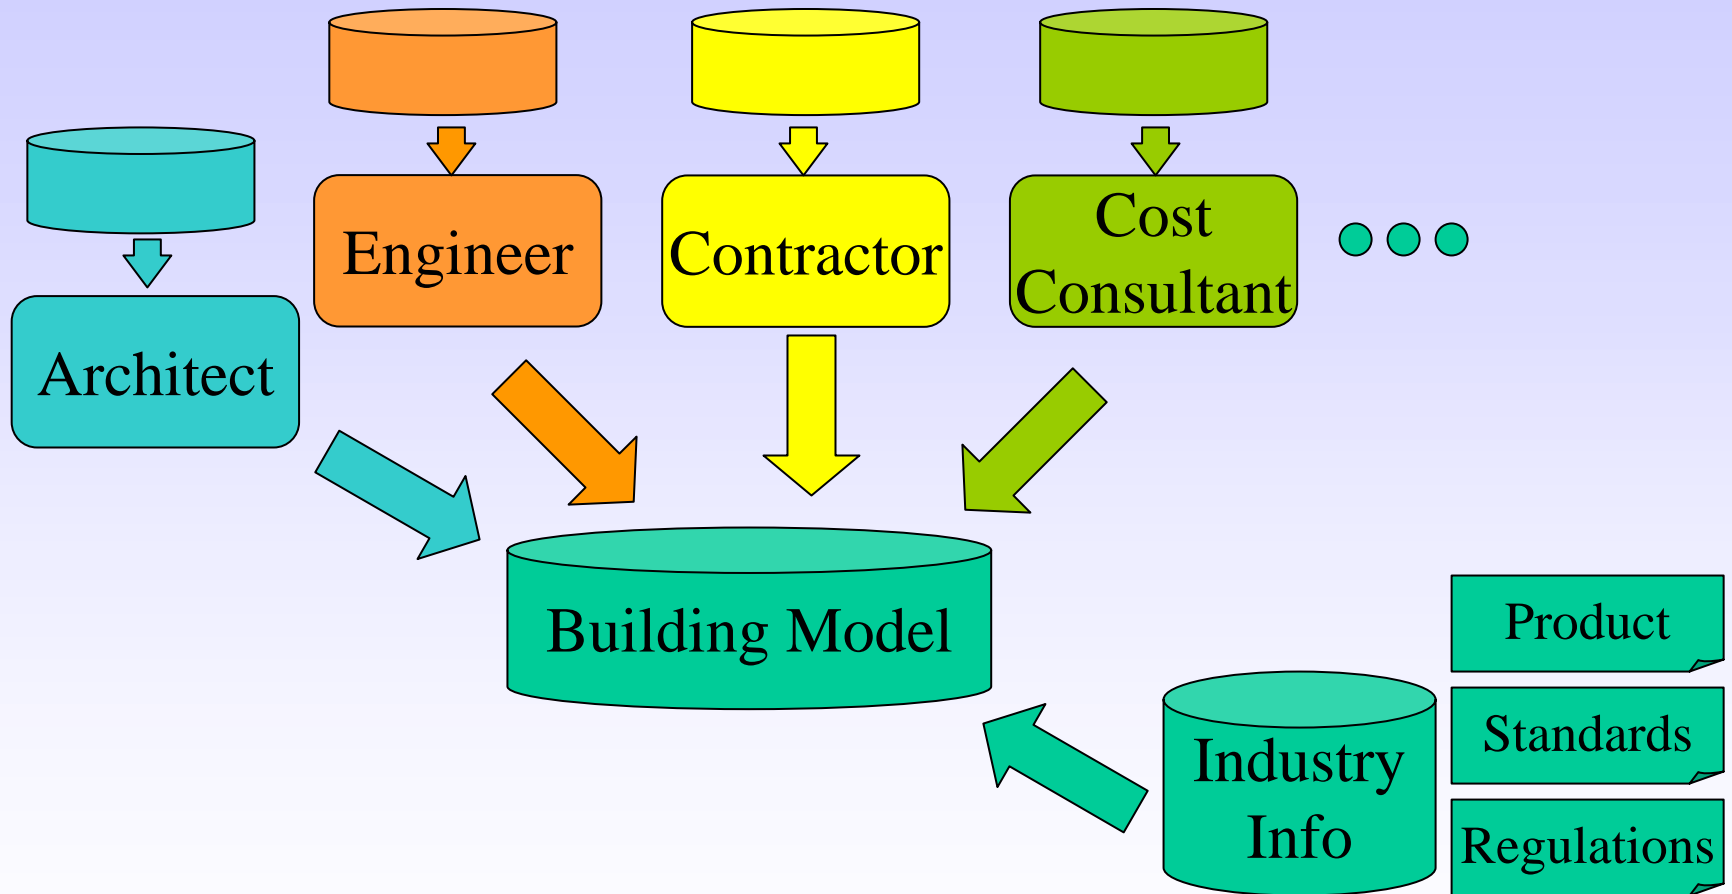 Engineer
Contractor
Cost
Consultant
Architect
Building Model
Product
Standards
Industry
Info
Regulations